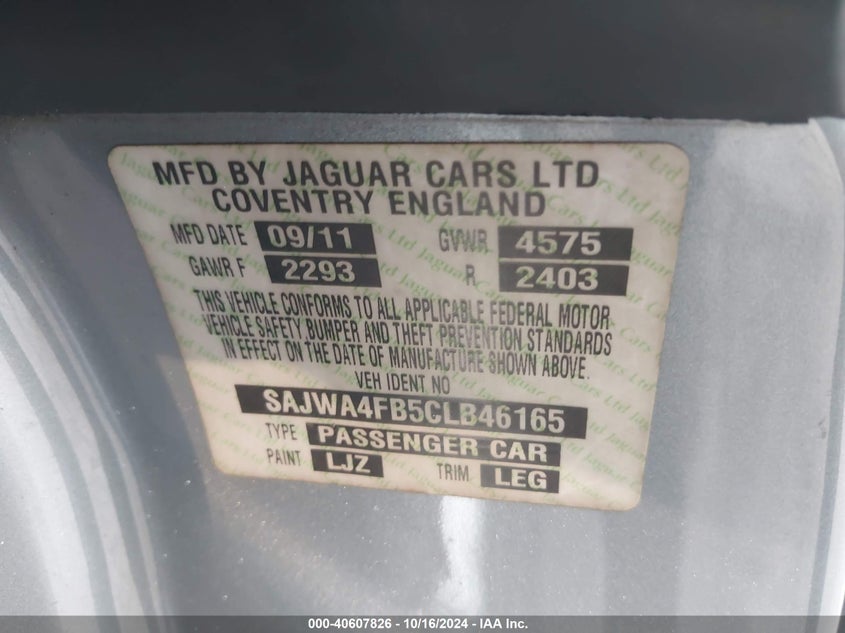 MFD BY JAGUAR CARS LTD
COVENTRY ENGLAND
MFD DATE 09/11 GVWR 4575
GAWR F 2293 R 2403
THIS VEHICLE CONFORMS TO ALL APPLICABLE FEDERAL MOTOR
VEHICLE SAFETY BUMPER AND THEFT PREVENTION STANDARDS
IN EFFECT ON THE DATE OF MANUFACTURE SHOWN ABOVE.
VEH IDENT NO
SAJWA4FB5CLB46165
TYPE PASSENGER CAR
PAINT LJZ TRIM LEG
000-40607826 - 10/16/2024 - IAA Inc.